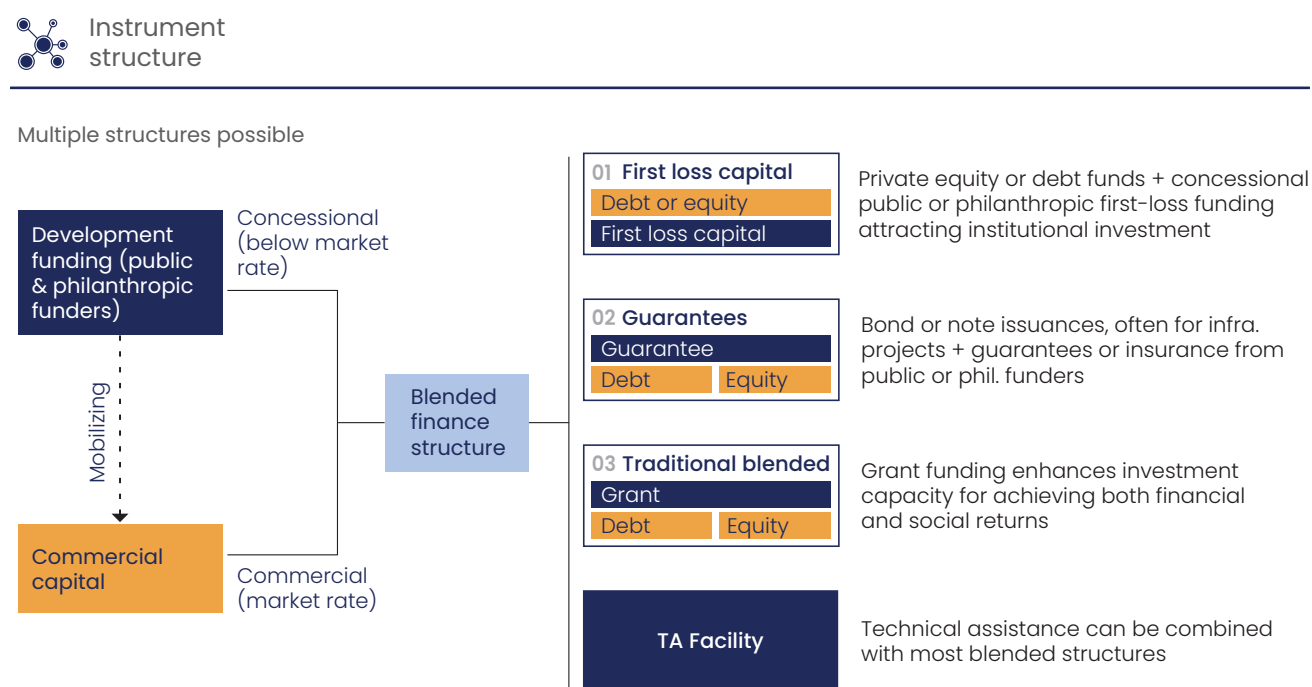 Instrument
structure
Multiple structures possible
Development
funding (public
& philanthropic
funders)
Concessional
(below market
rate)
Mobilizing
Commercial
capital
Commercial
(market rate)
Blended
finance
structure
01 First loss capital
Debt or equity
First loss capital
Private equity or debt funds + concessional
public or philanthropic first-loss funding
attracting institutional investment
02 Guarantees
Guarantee
Debt Equity
Bond or note issuances, often for infra.
projects + guarantees or insurance from
public or phil. funders
03 Traditional blended
Grant
Debt Equity
Grant funding enhances investment
capacity for achieving both financial
and social returns
TA Facility
Technical assistance can be combined
with most blended structures